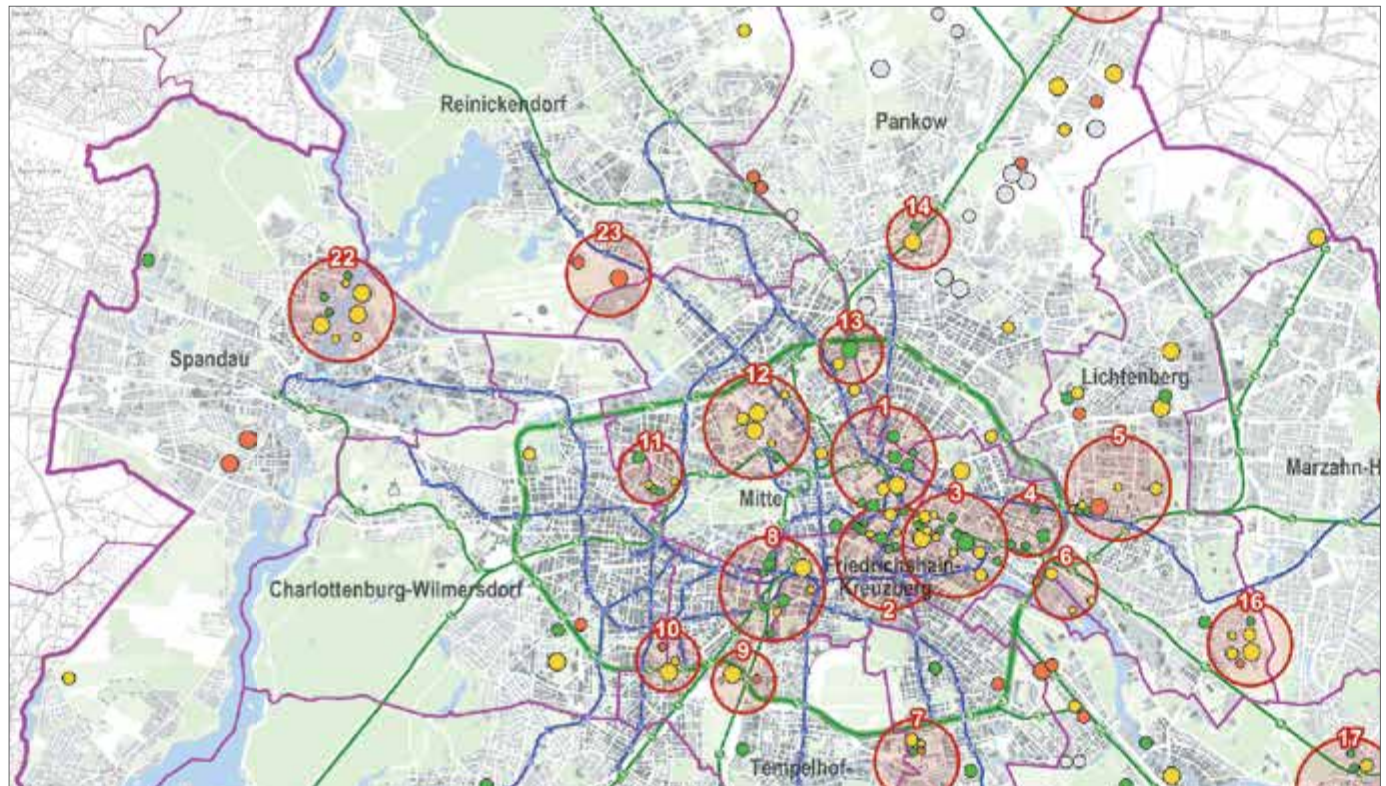 Reinickendorf
Pankow
14
23
22
13
Spandau
Lichtenberg
12
1
11
5
Marzahn-H
Mitte
3
4
8
6
Friedrichshain-
Kreuzberg
Charlottenburg-Wilmersdorf
2
16
10
9
7
17
Tempelhof-